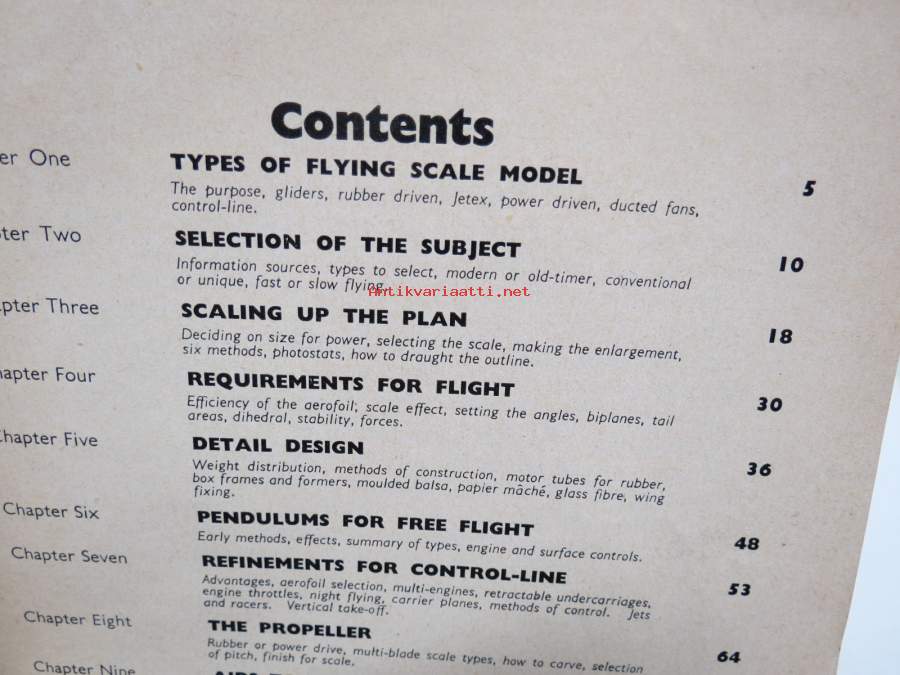 Contents
er One TYPES OF FLYING SCALE MODEL 5
The purpose, gliders, rubber driven, Jetex, power driven, ducted fans,
control-line.
ter Two SELECTION OF THE SUBJECT 10
Information sources, types to select, modern or old-timer, conventional
or unique, fast or slow flying.
Antikvariaatti.net
pter Three SCALING UP THE PLAN 18
Deciding on size for power, selecting the scale, making the enlargement,
six methods, photostats, how to draught the outline.
apter Four REQUIREMENTS FOR FLIGHT 30
Efficiency of the aerofoil, scale effect, setting the angles, biplanes, tail
areas, dihedral, stability, forces.
Chapter Five DETAIL DESIGN 36
Weight distribution, methods of construction, motor tubes for rubber,
box frames and formers, moulded balsa, papier mâché, glass fibre, wing
fixing.
Chapter Six PENDULUMS FOR FREE FLIGHT 48
Early methods, effects, summary of types, engine and surface controls.
Chapter Seven REFINEMENTS FOR CONTROL-LINE 53
Advantages, aerofoil selection, multi-engines, retractable undercarriages,
engine throttles, night flying, carrier planes, methods of control. Jets
and racers. Vertical take-off.
Chapter Eight THE PROPELLER 64
Rubber or power drive, multi-blade scale types, how to carve, selection
of pitch, finish for scale.
Chapter Nine